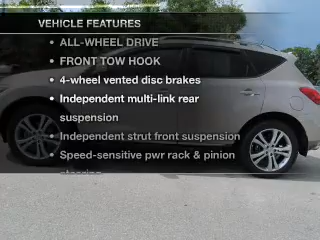 VEHICLE FEATURES
• ALL-WHEEL DRIVE
• FRONT TOW HOOK
• 4-wheel vented disc brakes
• Independent multi-link rear
suspension
• Independent strut front suspension
• Speed-sensitive pwr rack & pinion
steering